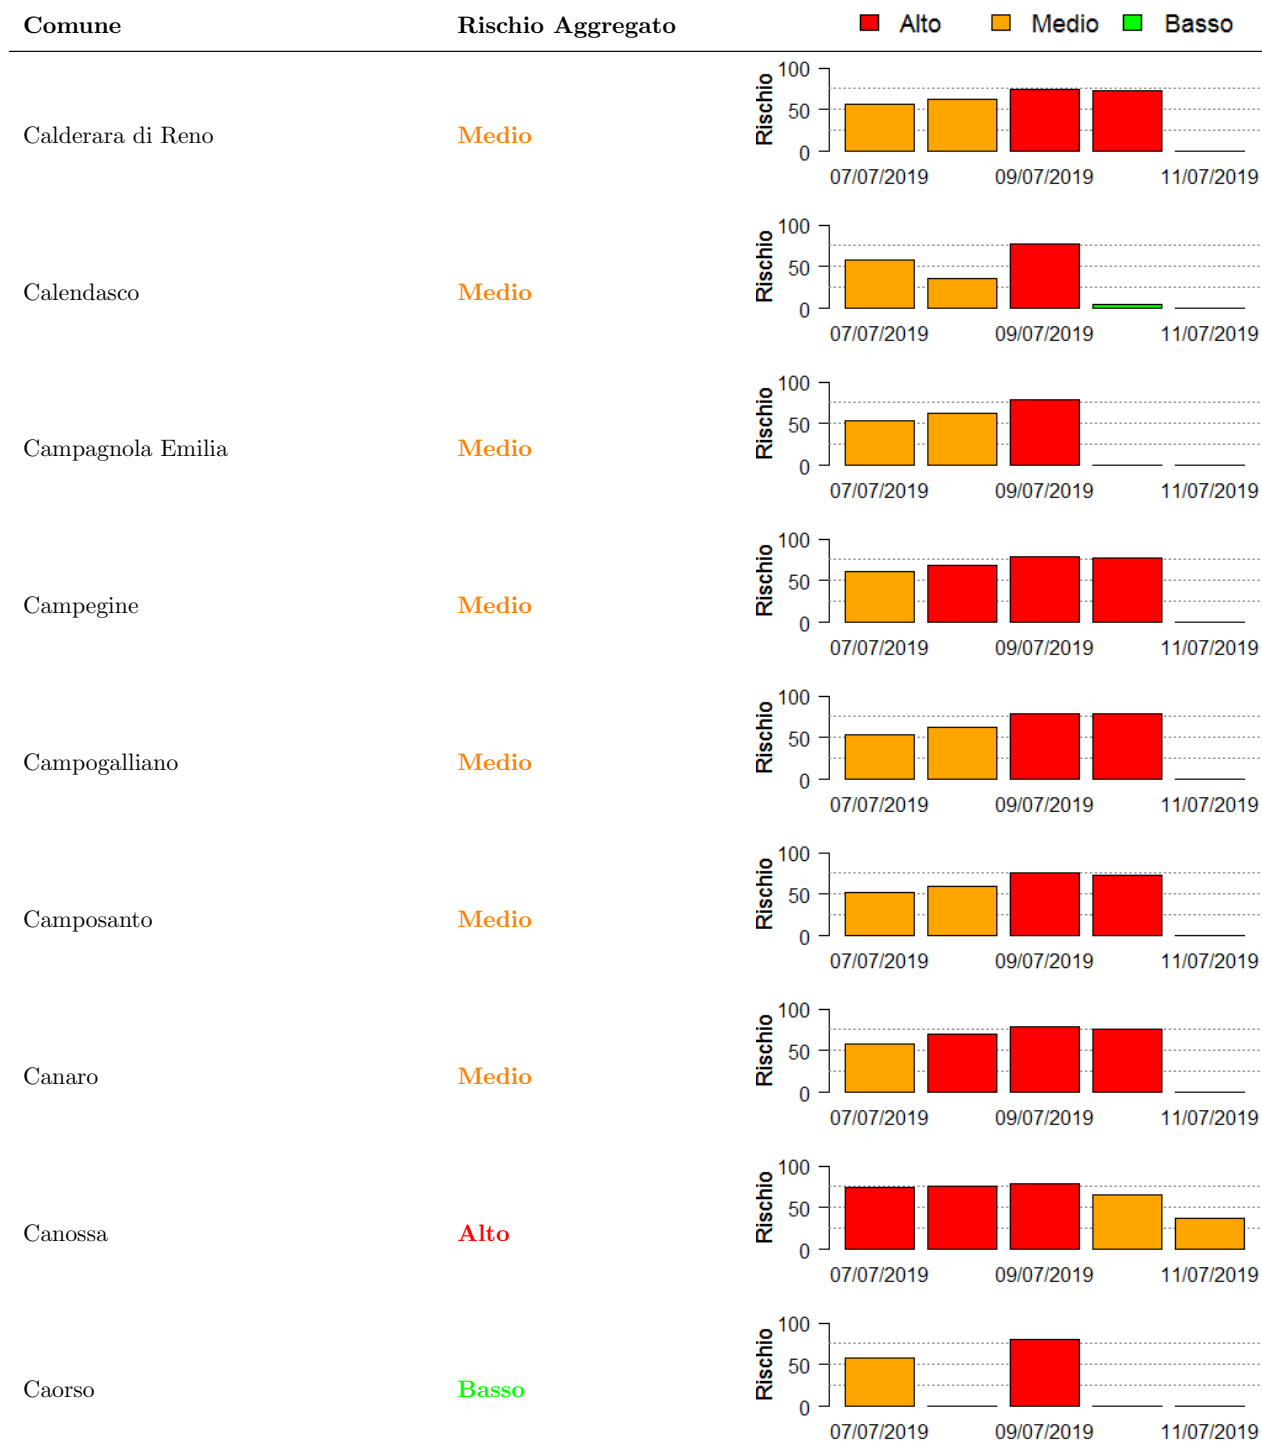 Comune Rischio Aggregato Alto Medio Basso
Calderara di Reno Medio
Rischio
100
50
0
07/07/2019 09/07/2019 11/07/2019
Calendasco Medio
Rischio
100
50
0
07/07/2019 09/07/2019 11/07/2019
Campagnola Emilia Medio
Rischio
100
50
0
07/07/2019 09/07/2019 11/07/2019
Campegine Medio
Rischio
100
50
0
07/07/2019 09/07/2019 11/07/2019
Campogalliano Medio
Rischio
100
50
0
07/07/2019 09/07/2019 11/07/2019
Camposanto Medio
Rischio
100
50
0
07/07/2019 09/07/2019 11/07/2019
Canaro Medio
Rischio
100
50
0
07/07/2019 09/07/2019 11/07/2019
Canossa Alto
Rischio
100
50
0
07/07/2019 09/07/2019 11/07/2019
Caorso Basso
Rischio
100
50
0
07/07/2019 09/07/2019 11/07/2019